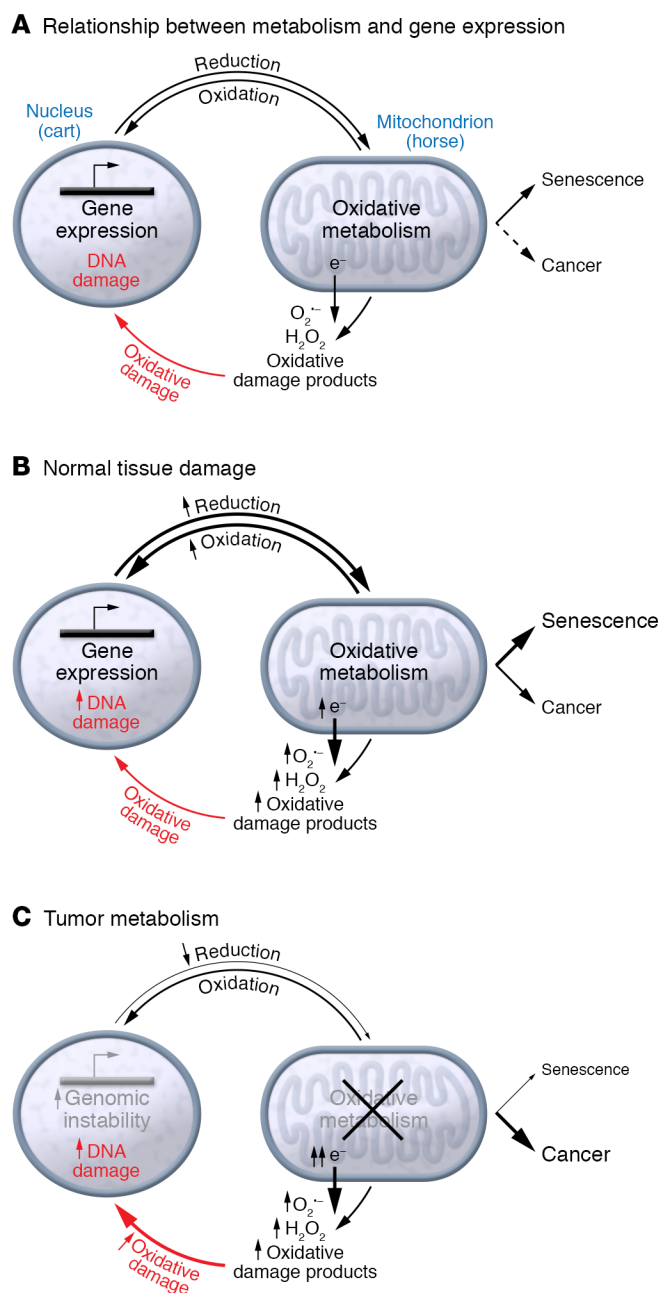 A Relationship between metabolism and gene expression
Reduction
Oxidation
Nucleus
(cart)
Mitochondrion
(horse)
Gene
expression
DNA
damage
Oxidative
metabolism
e⁻
Senescence
Cancer
O₂•⁻
H₂O₂
Oxidative
damage products
Oxidative
damage
B Normal tissue damage
↑ Reduction
↑ Oxidation
Gene
expression
↑ DNA
damage
Oxidative
metabolism
↑ e⁻
Senescence
Cancer
↑ O₂•⁻
↑ H₂O₂
↑ Oxidative
damage products
Oxidative
damage
C Tumor metabolism
↓ Reduction
Oxidation
↑ Genomic
instability
↑ DNA
damage
Oxidative
metabolism
↑↑ e⁻
Senescence
Cancer
↑ O₂•⁻
↑ H₂O₂
↑ Oxidative
damage products
↑ Oxidative
damage